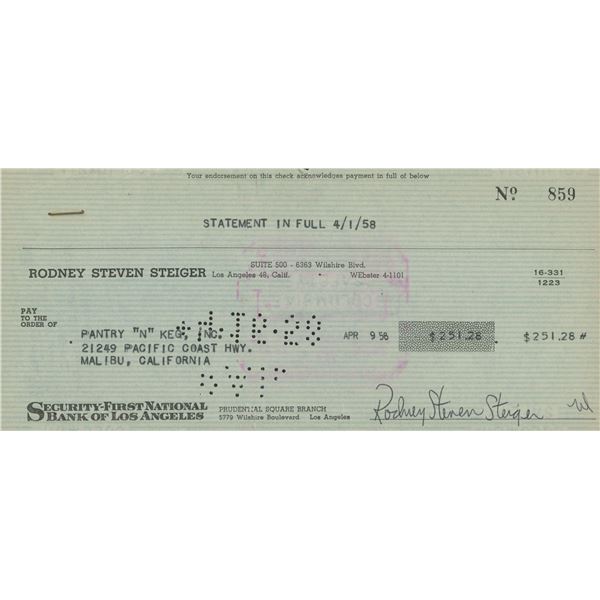 Your endorsement on this check acknowledges payment in full of below
Nº 859
STATEMENT IN FULL 4/1/58
SUITE 500 - 6363 Wilshire Blvd.
RODNEY STEVEN STEIGER Los Angeles 48, Calif. • WEbster 4-1101
16-331
1223
PAY
TO THE
ORDER OF
PANTRY "N" KEG, INC. APR 9 58 $251.28 $251.28 #
21249 PACIFIC COAST HWY.
MALIBU, CALIFORNIA
SECURITY-FIRST NATIONAL
BANK OF LOS ANGELES
PRUDENTIAL SQUARE BRANCH
5779 Wilshire Boulevard Los Angeles
Rodney Steven Steiger